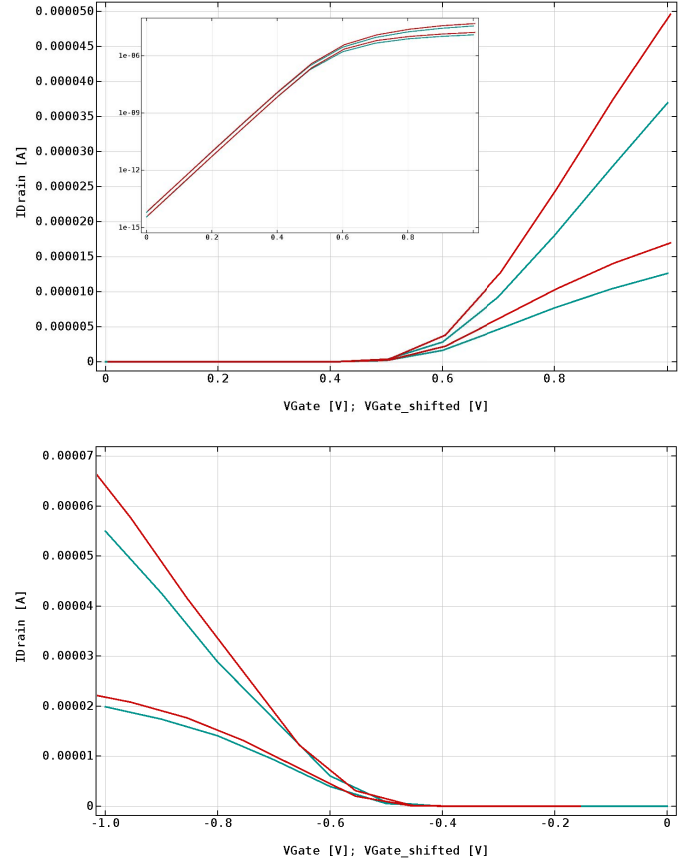 0.000050
0.000045
0.000040
0.000035
0.000030
0.000025
0.000020
0.000015
0.000010
0.000005
0
IDrain [A]
1e-06
1e-09
1e-12
1e-15
0 0.2 0.4 0.6 0.8
0 0.2 0.4 0.6 0.8
VGate [V]; VGate_shifted [V]
0.00007
0.00006
0.00005
0.00004
0.00003
0.00002
0.00001
0
IDrain [A]
-1.0 -0.8 -0.6 -0.4 -0.2 0
VGate [V]; VGate_shifted [V]